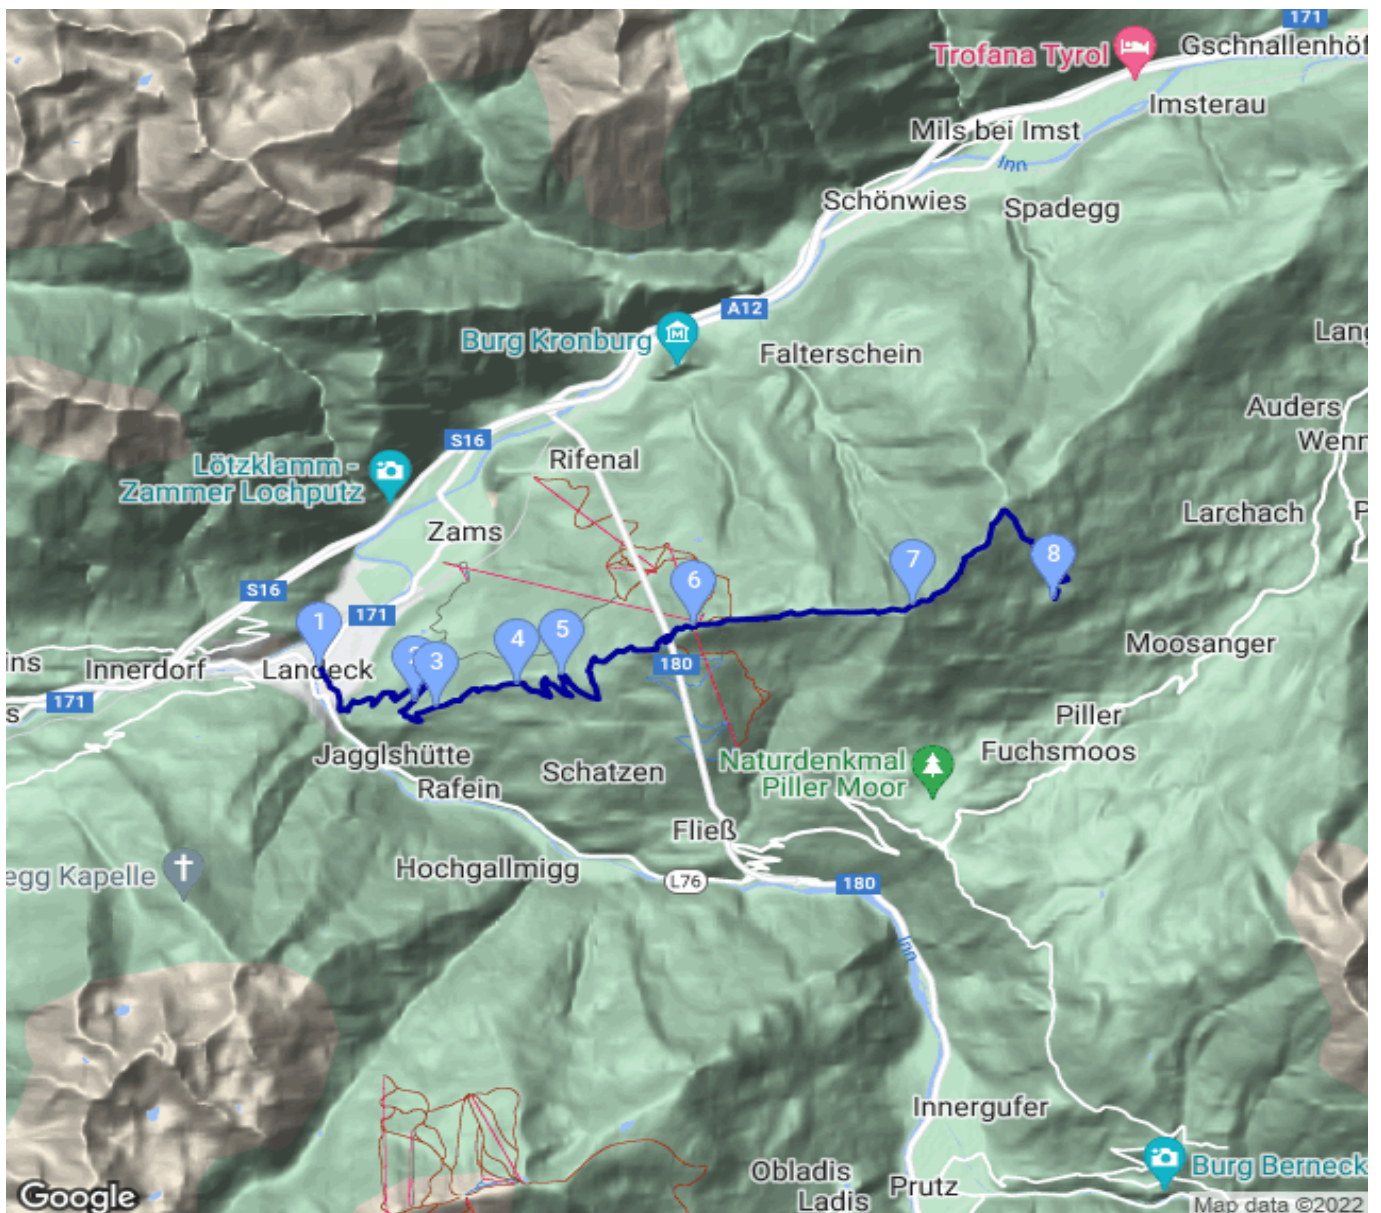 171
Trofana Tyrol
Gschnallenhöf
Imsterau
Mils bei Imst
Inn
Schönwies
Spadegg
A12
Burg Kronburg
Falterschein
Lang
Auders
Wenn
S16
Rifenal
Lötzklamm -
Zammer Lochputz
Zams
Larchach
P
S16
171
1
2
3
4
5
6
7
8
ins
Innerdorf
Landeck
180
Moosanger
171
s
Piller
Jagglshütte
Fuchsmoos
Schatzen
Naturdenkmal
Piller Moor
Rafein
Fließ
egg Kapelle
Hochgallmigg
L76
180
Inn
Innergufer
Obladis
Ladis
Prutz
Burg Berneck
Google
Map data ©2022